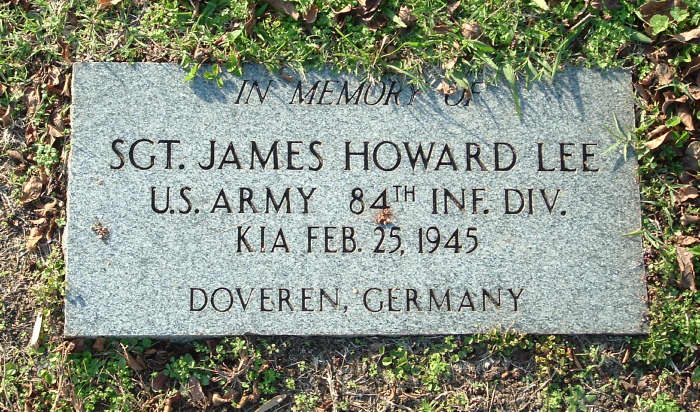 IN MEMORY OF
SGT. JAMES HOWARD LEE
U.S. ARMY 84TH INF. DIV.
KIA FEB. 25, 1945
DOVEREN, GERMANY